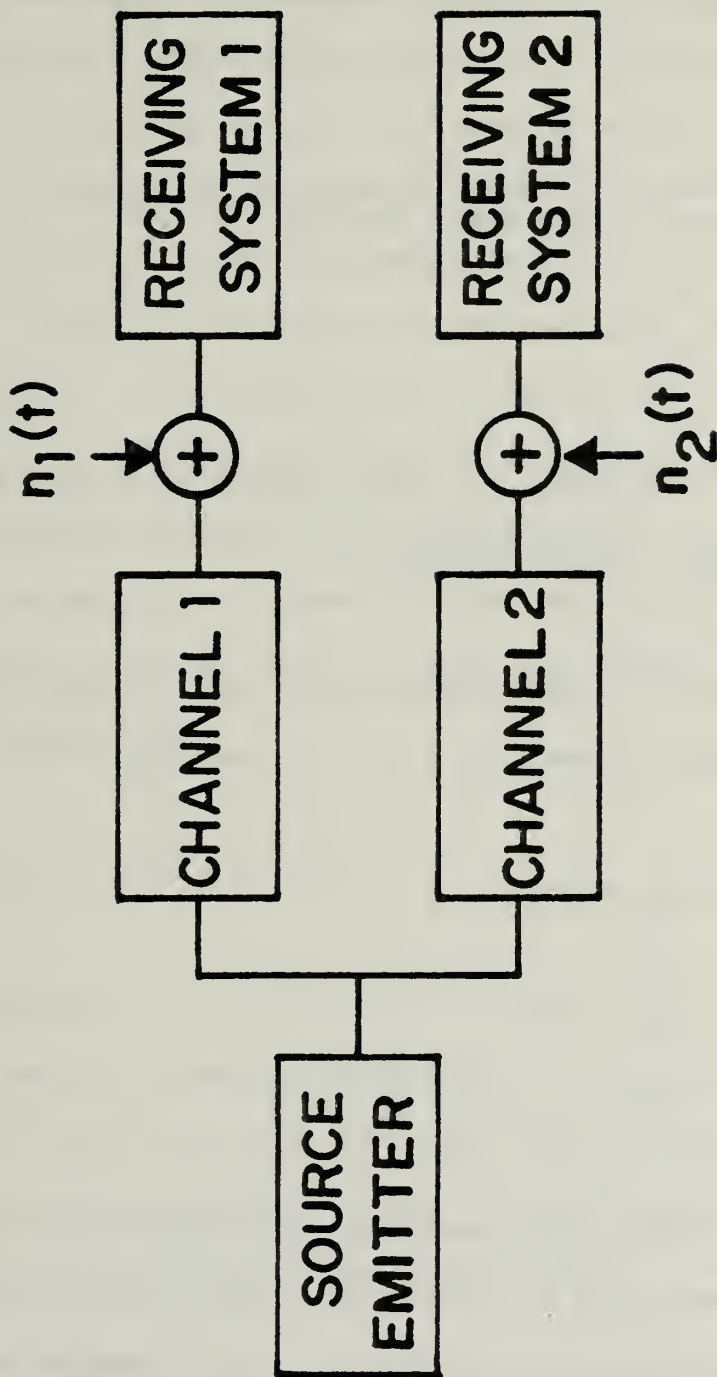 SOURCE
EMITTER
CHANNEL 1
CHANNEL 2
n1(t)
+
+
n2(t)
RECEIVING
SYSTEM 1
RECEIVING
SYSTEM 2